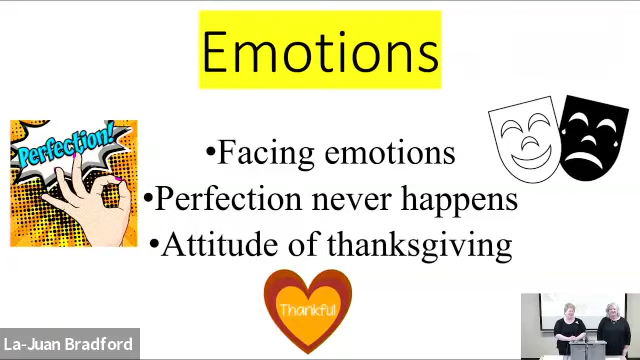 Emotions
Perfection!
•Facing emotions
•Perfection never happens
•Attitude of thanksgiving
Thankful
La-Juan Bradford